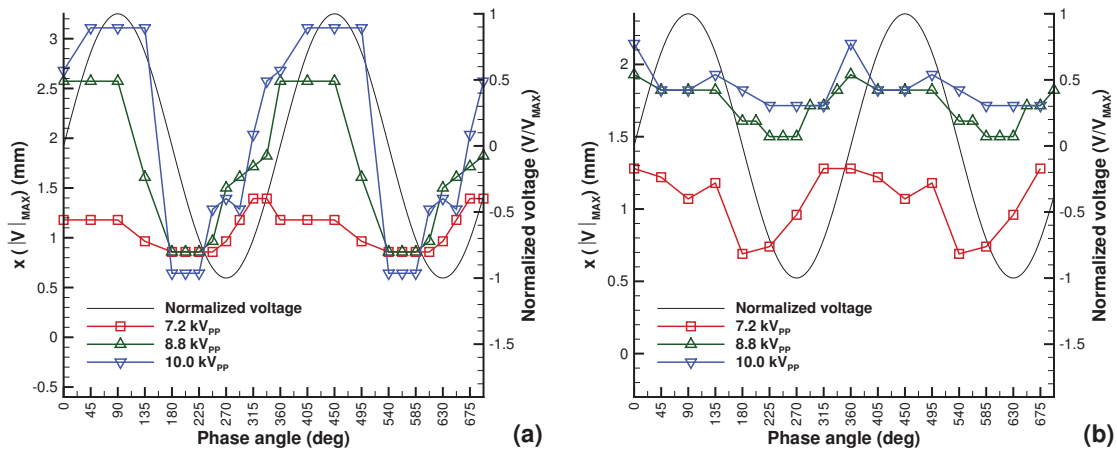 3
2.5
2
1.5
1
0.5
0
-0.5
x ( |V|MAX) (mm)
1
0.5
0
-0.5
-1
-1.5
Normalized voltage (V/VMAX)
Normalized voltage
7.2 kVPP
8.8 kVPP
10.0 kVPP
0 45 90 135 180 225 270 315 360 405 450 495 540 585 630 675
Phase angle (deg)
(a)
2
1.5
1
0.5
0
x ( |V|MAX) (mm)
1
0.5
0
-0.5
-1
-1.5
Normalized voltage (V/VMAX)
Normalized voltage
7.2 kVPP
8.8 kVPP
10.0 kVPP
0 45 90 135 180 225 270 315 360 405 450 495 540 585 630 675
Phase angle (deg)
(b)